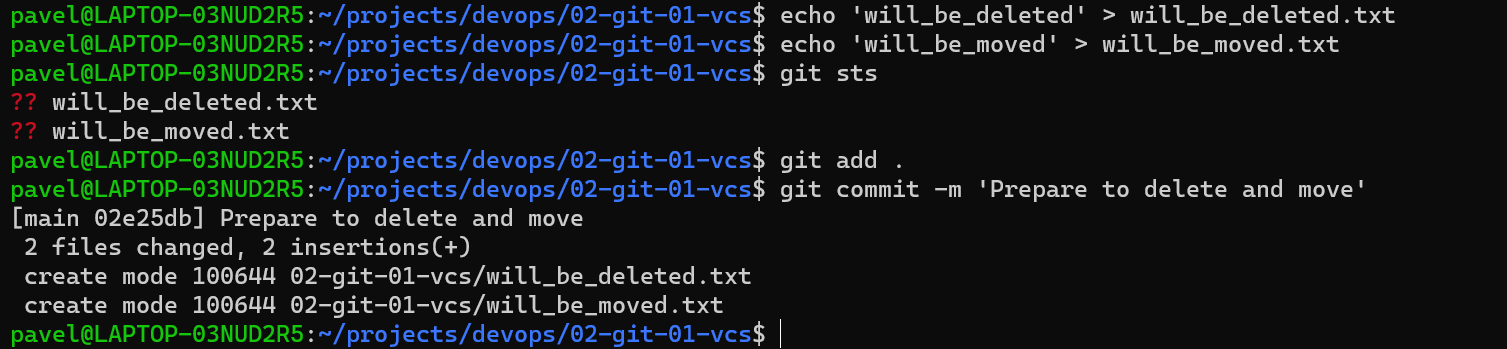 pavel@LAPTOP-03NUD2R5:~/projects/devops/02-git-01-vcs$ echo 'will_be_deleted' > will_be_deleted.txt
pavel@LAPTOP-03NUD2R5:~/projects/devops/02-git-01-vcs$ echo 'will_be_moved' > will_be_moved.txt
pavel@LAPTOP-03NUD2R5:~/projects/devops/02-git-01-vcs$ git sts
?? will_be_deleted.txt
?? will_be_moved.txt
pavel@LAPTOP-03NUD2R5:~/projects/devops/02-git-01-vcs$ git add .
pavel@LAPTOP-03NUD2R5:~/projects/devops/02-git-01-vcs$ git commit -m 'Prepare to delete and move'
[main 02e25db] Prepare to delete and move
 2 files changed, 2 insertions(+)
 create mode 100644 02-git-01-vcs/will_be_deleted.txt
 create mode 100644 02-git-01-vcs/will_be_moved.txt
pavel@LAPTOP-03NUD2R5:~/projects/devops/02-git-01-vcs$